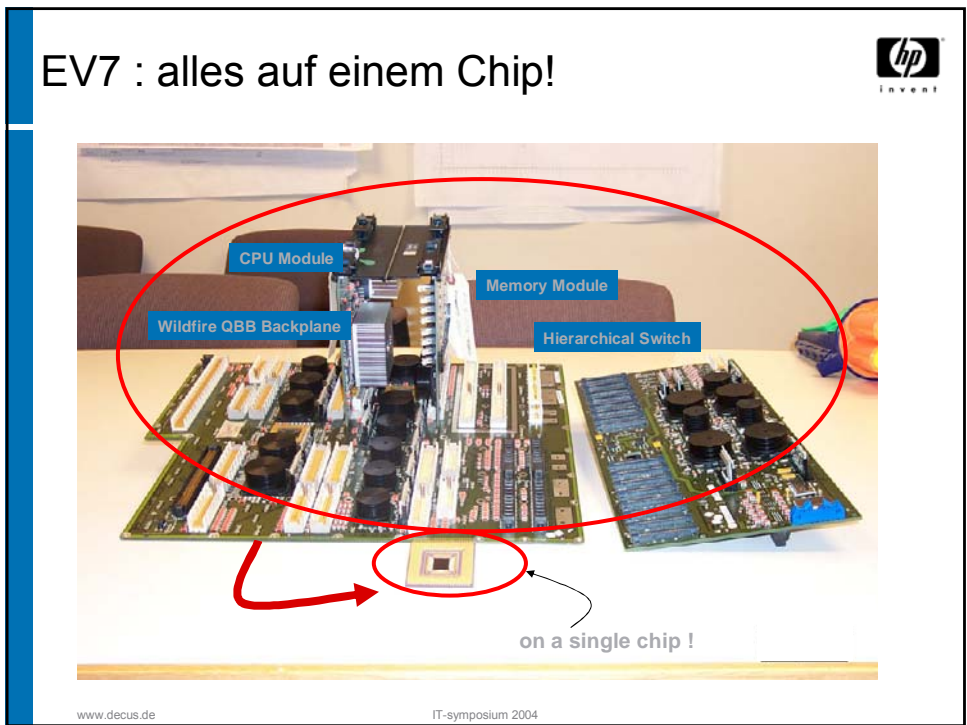 EV7 : alles auf einem Chip!
hp
invent
CPU Module
Memory Module
Wildfire QBB Backplane
Hierarchical Switch
on a single chip !
www.decus.de
IT-symposium 2004